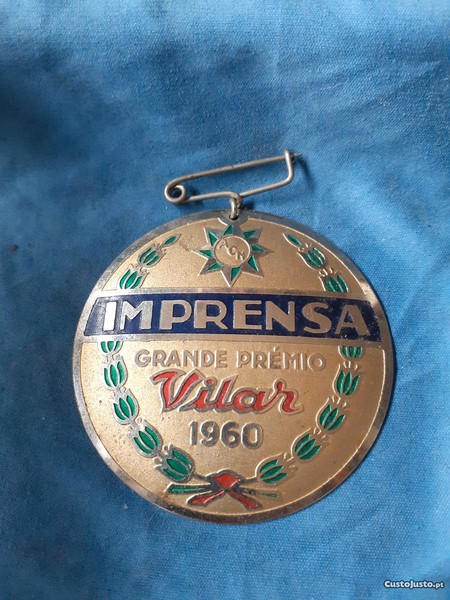 IMPRENSA
GRANDE PRÉMIO
Vilar
1960
CustoJusto.pt